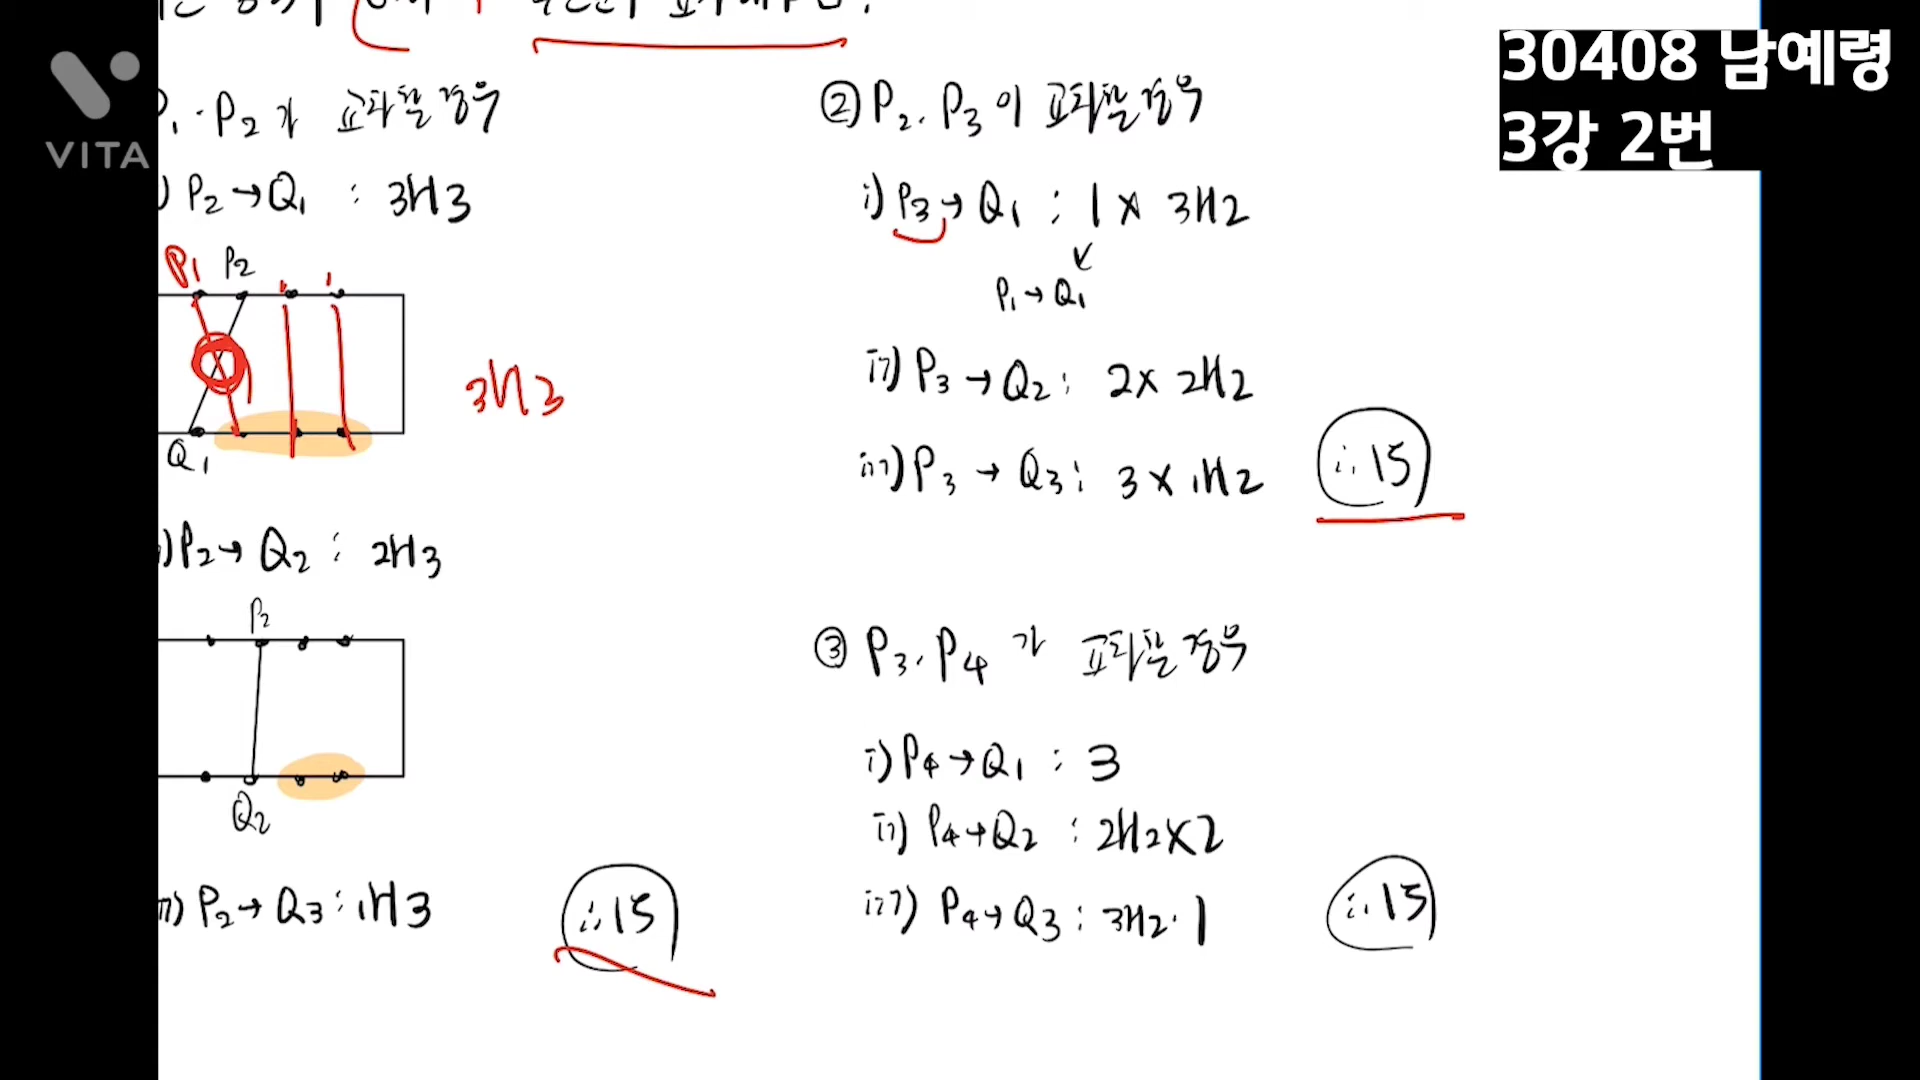 VITA
30408 남예령
3강 2번
P1 · P2가 교차할 경우
) P2 → Q1 : 3H3
P1 P2
3H3
Q1
) P2 → Q2 : 2H3
P2
Q2
) P2 → Q3 : 1H3
∴ 15
② P2, P3이 교차할 경우
i) P3 → Q1 : 1 × 3H2
P1 → Q1
ii) P3 → Q2 : 2 × 2H2
iii) P3 → Q3 : 3 × 1H2
∴ 15
③ P3, P4가 교차할 경우
i) P4 → Q1 : 3
ii) P4 → Q2 : 2H2 × 2
iii) P4 → Q3 : 3H2 · 1
∴ 15